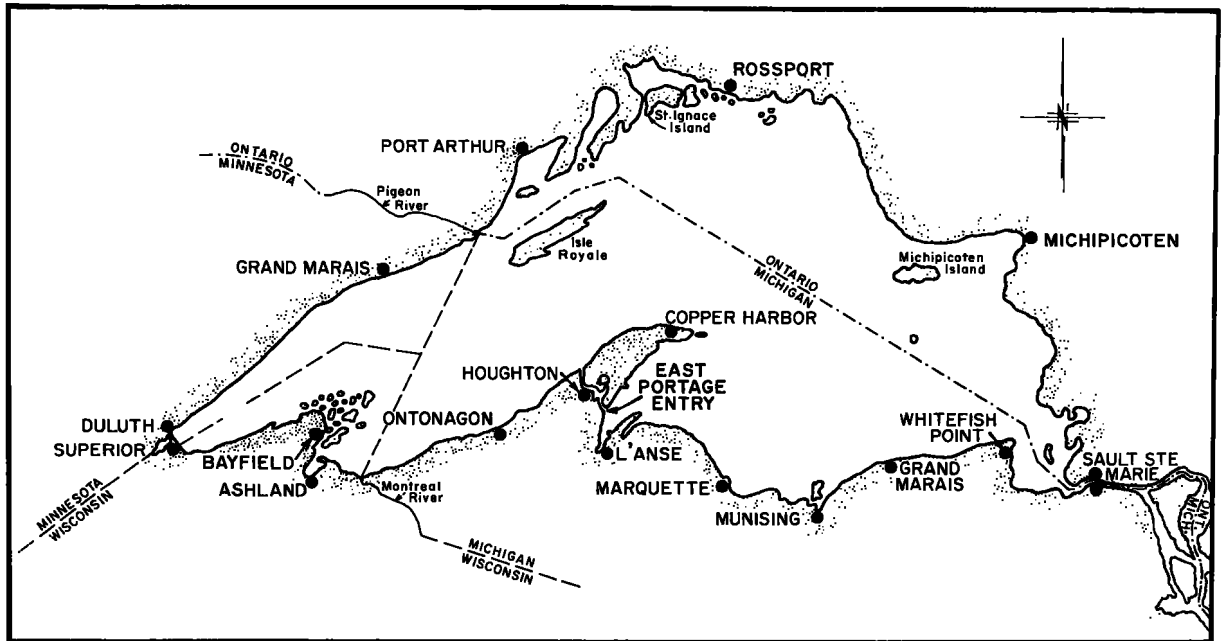 ROSSPORT
St. Ignace
Island
PORT ARTHUR
ONTARIO
MINNESOTA
Pigeon
River
Isle
Royale
GRAND MARAIS
MICHIPICOTEN
Michipicoten
Island
ONTARIO
MICHIGAN
COPPER HARBOR
HOUGHTON
EAST
PORTAGE
ENTRY
ONTONAGON
DULUTH
SUPERIOR
BAYFIELD
ASHLAND
L'ANSE
WHITEFISH
POINT
SAULT STE
MARIE
GRAND
MARAIS
MARQUETTE
MUNISING
Montreal
River
MINNESOTA
WISCONSIN
MICHIGAN
WISCONSIN
ONT.
MICH.